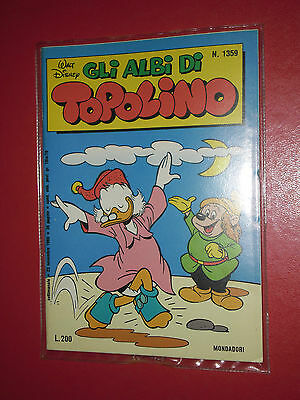 Walt
Disney
GLI ALBI DI
N. 1359
TOPOLINO
L.200
MONDADORI